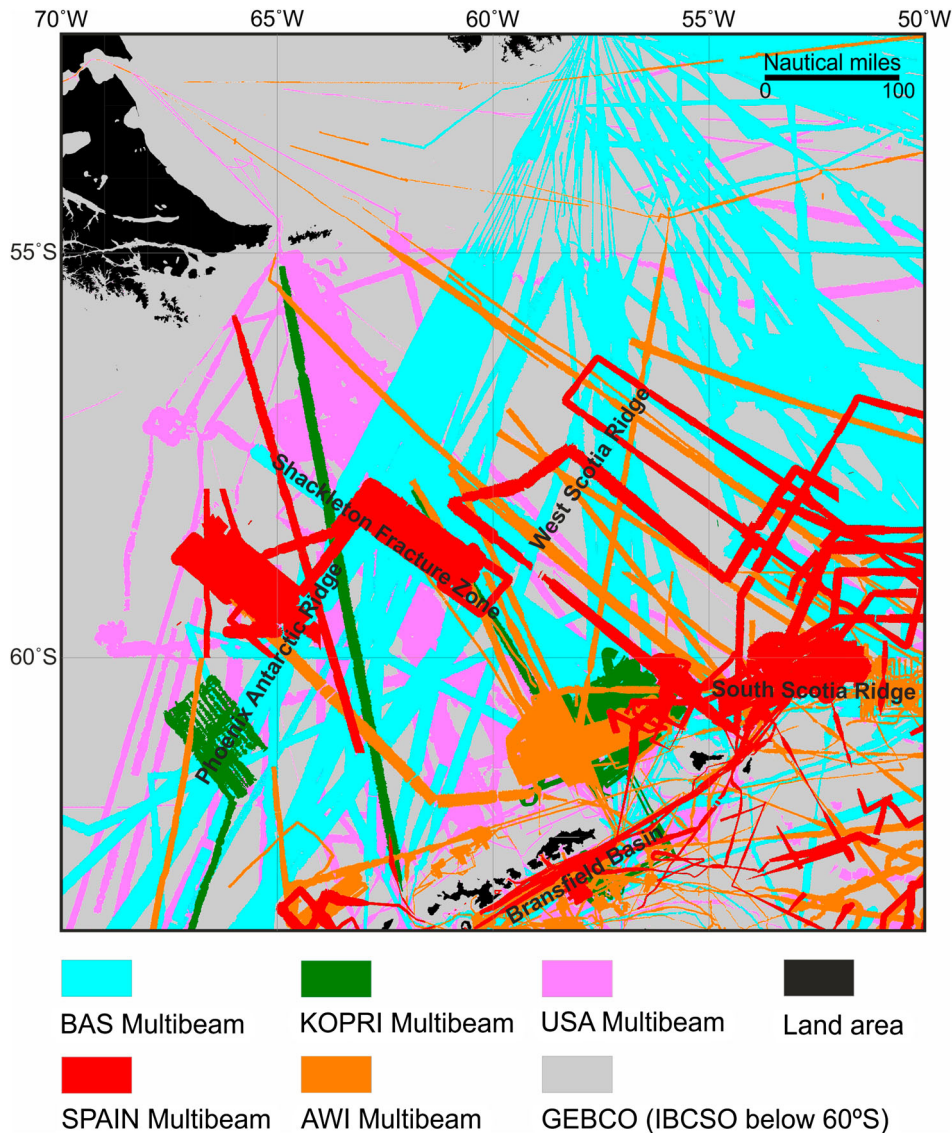 70°W 65°W 60°W 55°W 50°W
Nautical miles
0 100
55°S
West Scotia Ridge
Shackleton Fracture Zone
Phoenix Antarctic Ridge
60°S
South Scotia Ridge
Bransfield Basin
BAS Multibeam
KOPRI Multibeam
USA Multibeam
Land area
SPAIN Multibeam
AWI Multibeam
GEBCO (IBCSO below 60ºS)